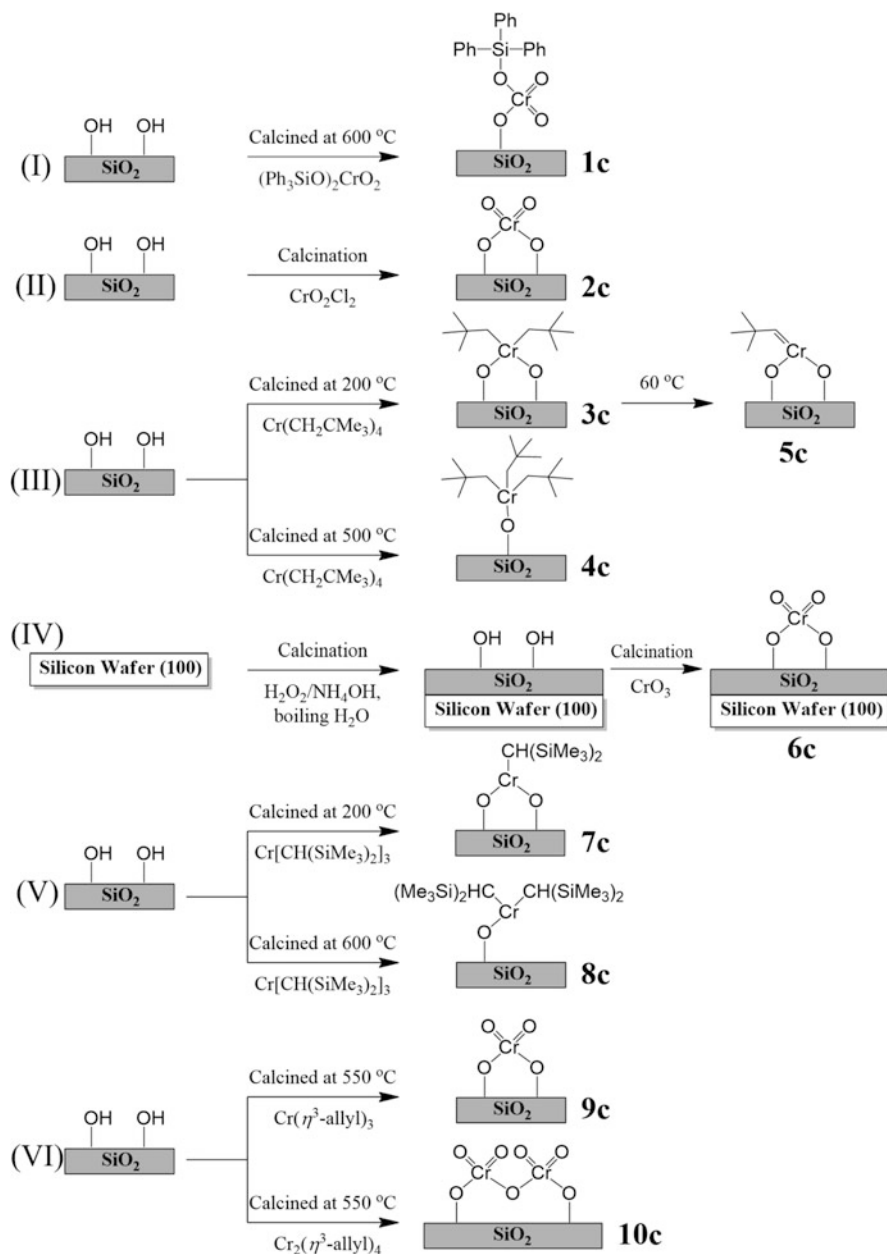 Ph
Ph Si Ph
O O
Cr
O O
OH OH
(I)
SiO2
Calcined at 600 °C
(Ph3SiO)2CrO2
SiO2
1c
O O
Cr
O O
OH OH
(II)
SiO2
Calcination
CrO2Cl2
SiO2
2c
Cr
O O
Calcined at 200 °C
Cr(CH2CMe3)4
SiO2
3c
60 °C
Cr
O O
SiO2
5c
OH OH
(III)
SiO2
Calcined at 500 °C
Cr(CH2CMe3)4
Cr
O
SiO2
4c
(IV)
Silicon Wafer (100)
Calcination
H2O2/NH4OH,
boiling H2O
OH OH
SiO2
Silicon Wafer (100)
Calcination
CrO3
O O
Cr
O O
SiO2
Silicon Wafer (100)
6c
CH(SiMe3)2
Cr
O O
Calcined at 200 °C
Cr[CH(SiMe3)2]3
SiO2
7c
OH OH
(V)
SiO2
Calcined at 600 °C
Cr[CH(SiMe3)2]3
(Me3Si)2HC CH(SiMe3)2
Cr
O
SiO2
8c
O O
Cr
O O
Calcined at 550 °C
Cr(η3-allyl)3
SiO2
9c
OH OH
(VI)
SiO2
Calcined at 550 °C
Cr2(η3-allyl)4
O O O O
Cr Cr
O O O
SiO2
10c